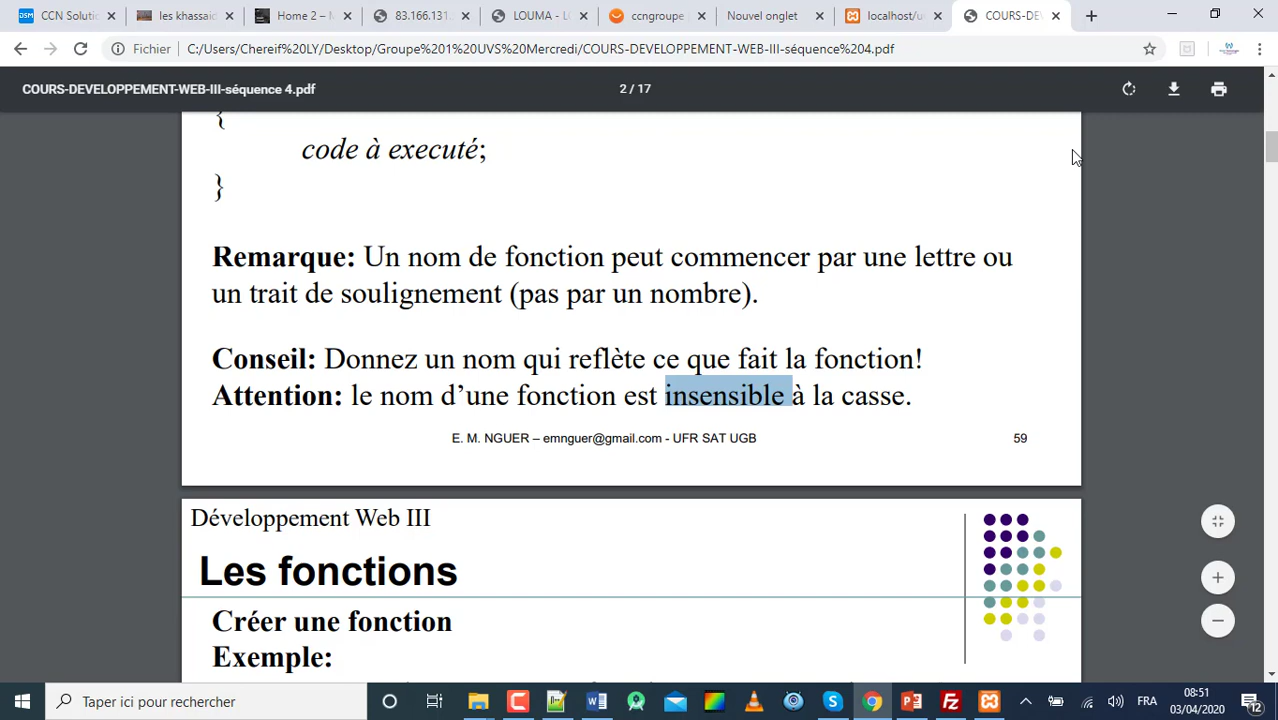 CCN Soluti
les khassaid
Home 2 – M
83.166.131.
LOUMA - LO
ccngroupe
Nouvel onglet
localhost/u
COURS-DE
Fichier
C:/Users/Chereif%20LY/Desktop/Groupe%201%20UVS%20Mercredi/COURS-DEVELOPPEMENT-WEB-III-séquence%204.pdf
COURS-DEVELOPPEMENT-WEB-III-séquence 4.pdf
2 / 17
{
code à executé;
}
Remarque: Un nom de fonction peut commencer par une lettre ou
un trait de soulignement (pas par un nombre).
Conseil: Donnez un nom qui reflète ce que fait la fonction!
Attention: le nom d’une fonction est insensible à la casse.
E. M. NGUER – emnguer@gmail.com - UFR SAT UGB
59
Développement Web III
Les fonctions
Créer une fonction
Exemple:
Taper ici pour rechercher
FRA
08:51
03/04/2020
12